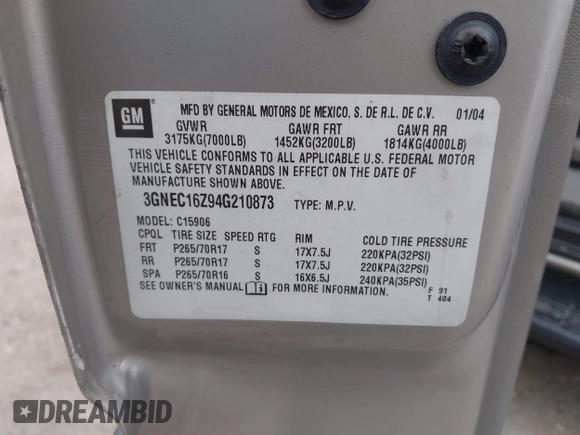 GM
MFD BY GENERAL MOTORS DE MEXICO, S. DE R.L. DE C.V. 01/04
GVWR GAWR FRT GAWR RR
3175KG(7000LB) 1452KG(3200LB) 1814KG(4000LB)
THIS VEHICLE CONFORMS TO ALL APPLICABLE U.S. FEDERAL MOTOR
VEHICLE SAFETY STANDARDS IN EFFECT ON THE DATE OF
MANUFACTURE SHOWN ABOVE.
3GNEC16Z94G210873 TYPE: M.P.V.
MODEL: C15906
CPQL TIRE SIZE SPEED RTG RIM COLD TIRE PRESSURE
FRT P265/70R17 S 17X7.5J 220KPA(32PSI)
RR P265/70R17 S 17X7.5J 220KPA(32PSI)
SPA P265/70R16 S 16X6.5J 240KPA(35PSI)
SEE OWNER'S MANUAL FOR MORE INFORMATION.
F 91
T 404
DREAMBID